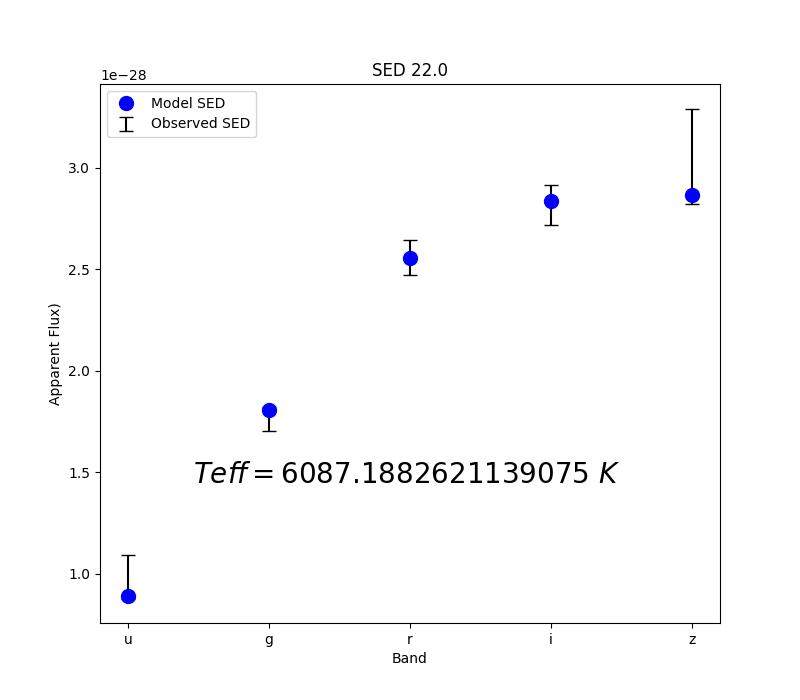 SED 22.0
1e−28
Model SED
Observed SED
3.0
2.5
2.0
1.5
1.0
Apparent Flux)
Teff = 6087.1882621139075 K
u g r i z
Band